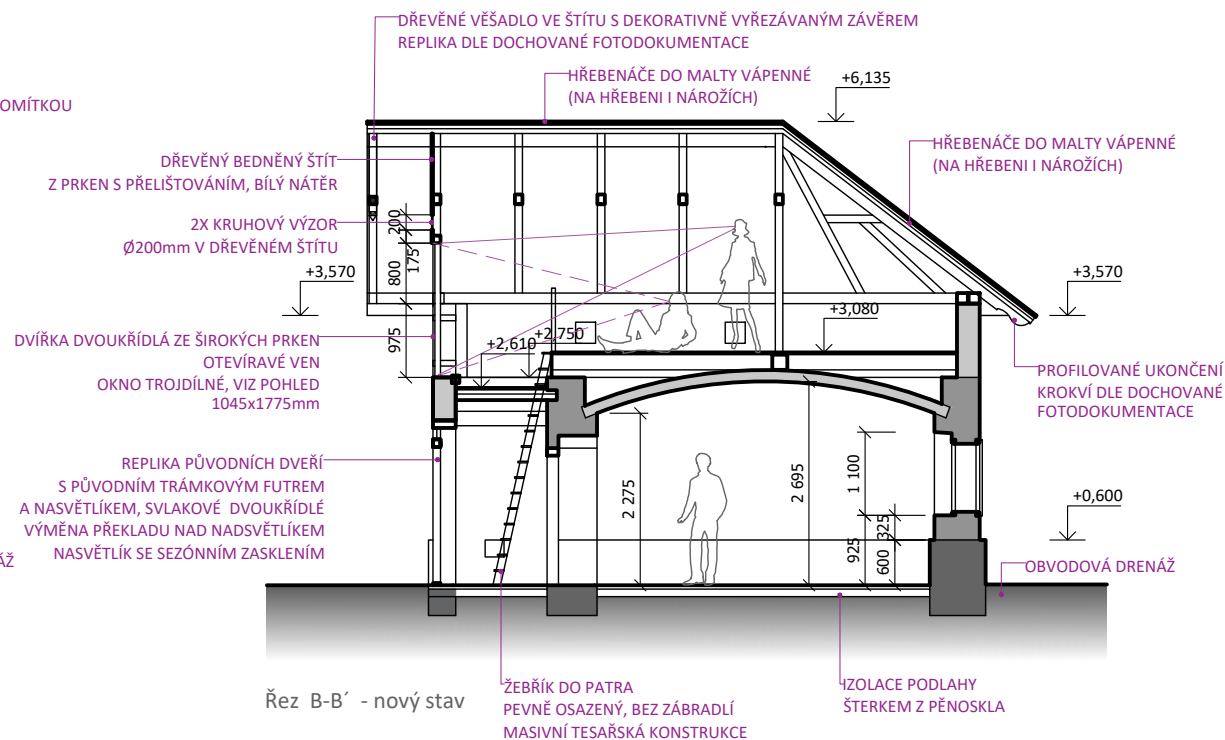 DŘEVĚNÉ VĚŠADLO VE ŠTÍTU S DEKORATIVNĚ VYŘEZÁVANÝM ZÁVĚREM
REPLIKA DLE DOCHOVANÉ FOTODOKUMENTACE
HŘEBENÁČE DO MALTY VÁPENNÉ
(NA HŘEBENI I NÁROŽÍCH)
+6,135
OMÍTKOU
HŘEBENÁČE DO MALTY VÁPENNÉ
(NA HŘEBENI I NÁROŽÍCH)
DŘEVĚNÝ BEDNĚNÝ ŠTÍT
Z PRKEN S PŘELIŠTOVÁNÍM, BÍLÝ NÁTĚR
2X KRUHOVÝ VÝZOR
Ø200mm V DŘEVĚNÉM ŠTÍTU
200
175
800
975
+3,570
+3,570
+3,080
+2,750
+2,610
DVÍŘKA DVOUKŘÍDLÁ ZE ŠIROKÝCH PRKEN
OTEVÍRAVÉ VEN
OKNO TROJDÍLNÉ, VIZ POHLED
1045x1775mm
PROFILOVANÉ UKONČENÍ
KROKVÍ DLE DOCHOVANÉ
FOTODOKUMENTACE
REPLIKA PŮVODNÍCH DVEŘÍ
S PŮVODNÍM TRÁMKOVÝM FUTREM
A NASVĚTLÍKEM, SVLAKOVÉ DVOUKŘÍDLÉ
VÝMĚNA PŘEKLADU NAD NADSVĚTLÍKEM
NASVĚTLÍK SE SEZÓNNÍM ZASKLENÍM
2 275
2 695
1 100
325
925
600
+0,600
ÁŽ
OBVODOVÁ DRENÁŽ
Řez B-B´ - nový stav
ŽEBŘÍK DO PATRA
PEVNĚ OSAZENÝ, BEZ ZÁBRADLÍ
MASIVNÍ TESAŘSKÁ KONSTRUKCE
IZOLACE PODLAHY
ŠTERKEM Z PĚNOSKLA